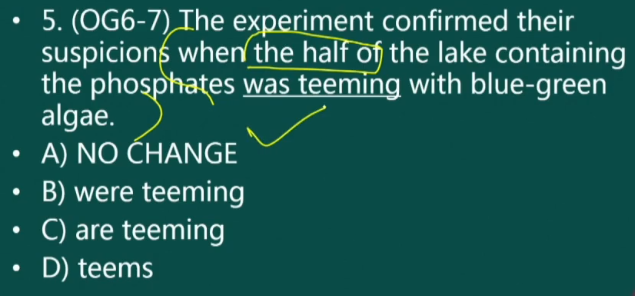 • 5. (OG6-7) The experiment confirmed their
suspicions when the half of the lake containing
the phosphates was teeming with blue-green
algae.
• A) NO CHANGE
• B) were teeming
• C) are teeming
• D) teems